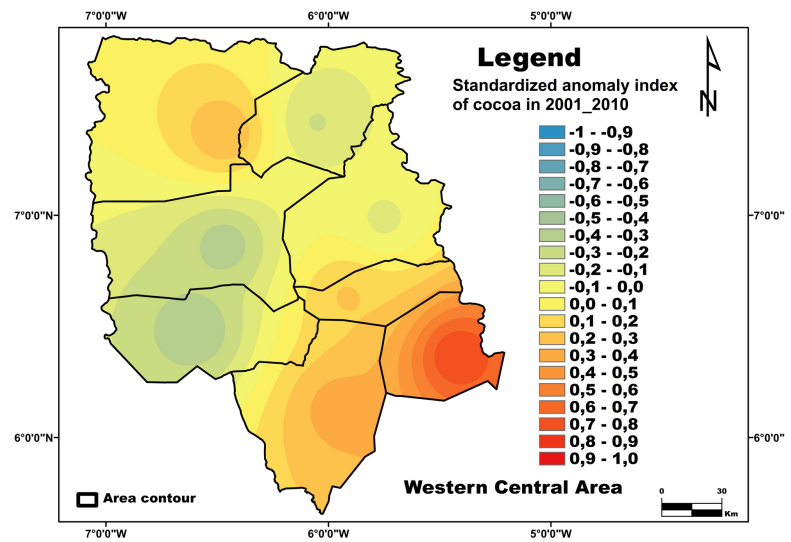 7°0'0"W 6°0'0"W 5°0'0"W
Legend
Standardized anomaly index
of cocoa in 2001_2010
N
-1 - -0,9
-0,9 - -0,8
-0,8 - -0,7
-0,7 - -0,6
-0,6 - -0,5
-0,5 - -0,4
-0,4 - -0,3
-0,3 - -0,2
-0,2 - -0,1
-0,1 - 0,0
0,0 - 0,1
0,1 - 0,2
0,2 - 0,3
0,3 - 0,4
0,4 - 0,5
0,5 - 0,6
0,6 - 0,7
0,7 - 0,8
0,8 - 0,9
0,9 - 1,0
7°0'0"N 7°0'0"N
6°0'0"N 6°0'0"N
Western Central Area
Area contour
0 30
Km
7°0'0"W 6°0'0"W 5°0'0"W